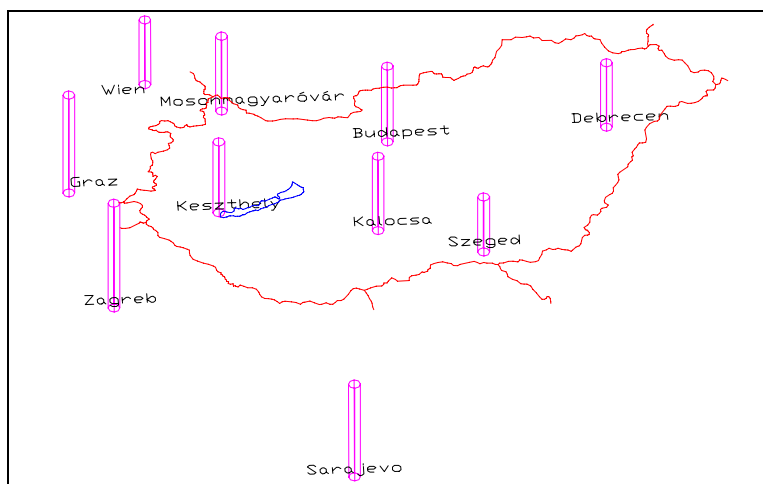 Wien
Mosonmagyaróvár
Budapest
Debrecen
Graz
Keszthely
Kalocsa
Szeged
Zagreb
Sarajevo